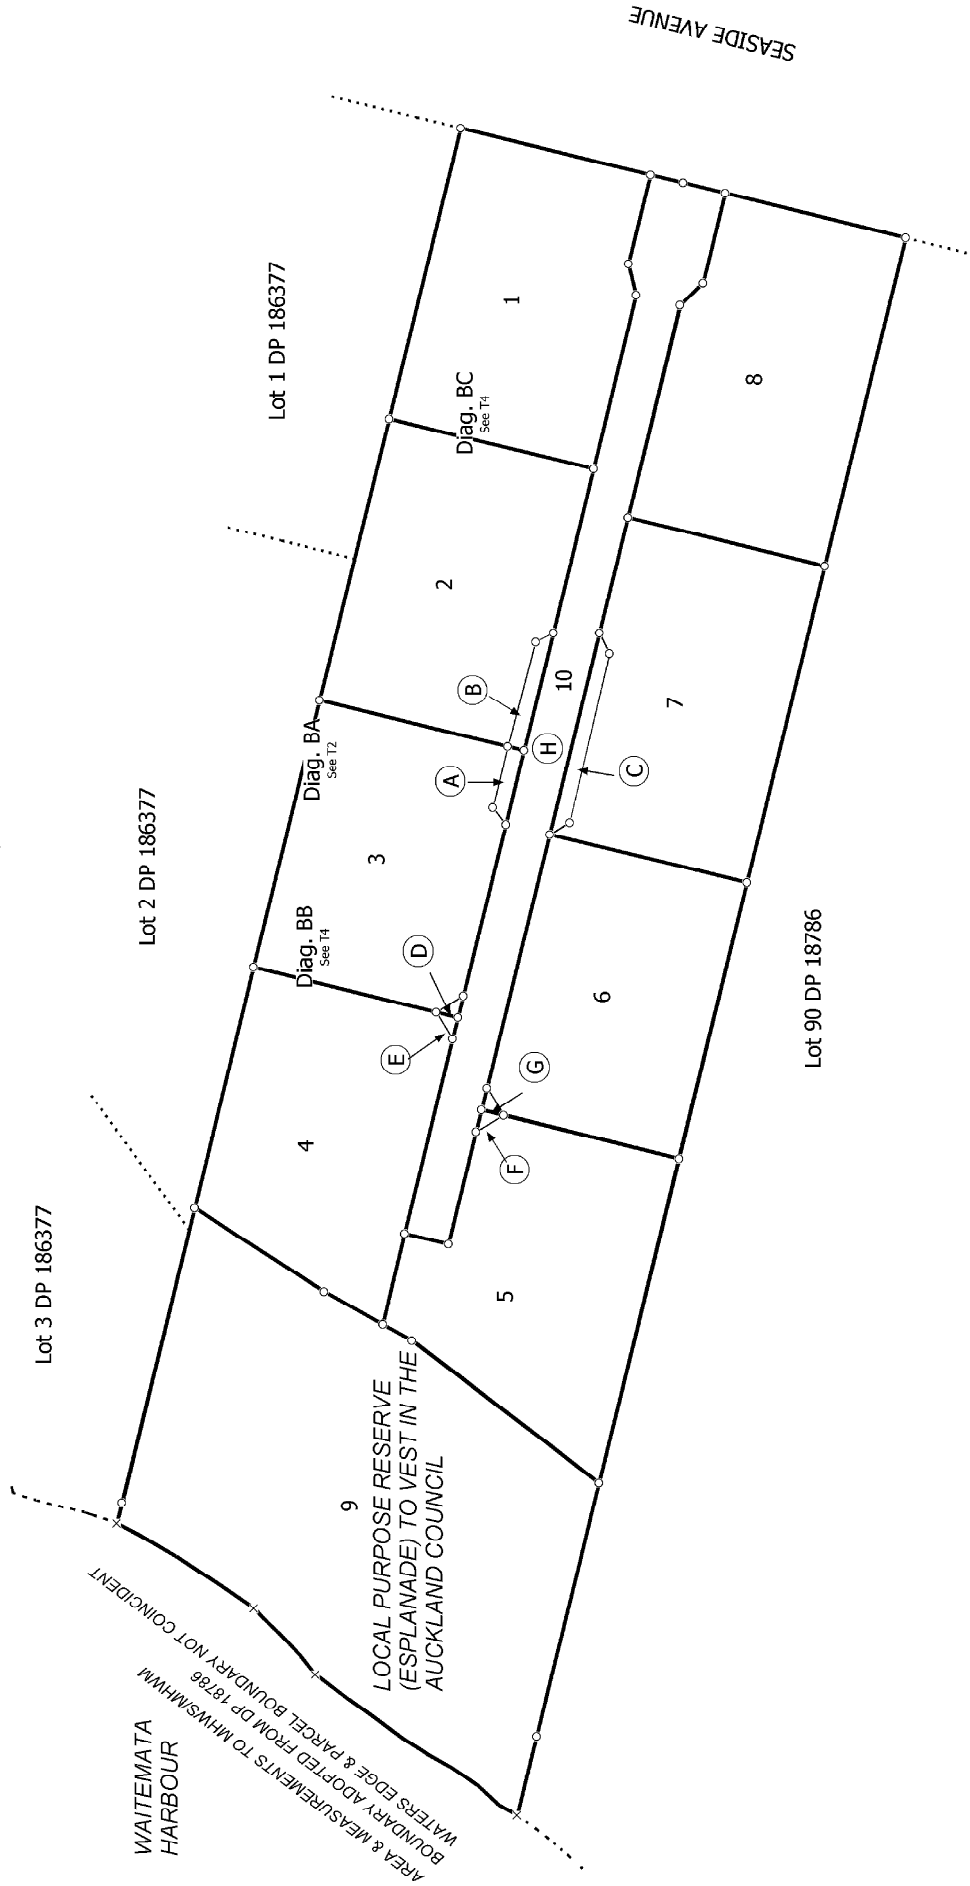 SEASIDE AVENUE
Lot 1 DP 186377
1
Diag. BC
See T4
8
2
B
10
7
H
A
C
Diag. BA
See T2
Lot 2 DP 186377
3
Diag. BB
See T4
D
E
6
Lot 90 DP 18786
G
F
4
Lot 3 DP 186377
5
9
LOCAL PURPOSE RESERVE
(ESPLANADE) TO VEST IN THE
AUCKLAND COUNCIL
AREA & MEASUREMENTS TO MHWS/MHWM
BOUNDARY ADOPTED FROM DP 18786
WATERS EDGE & PARCEL BOUNDARY NOT COINCIDENT
WAITEMATA
HARBOUR